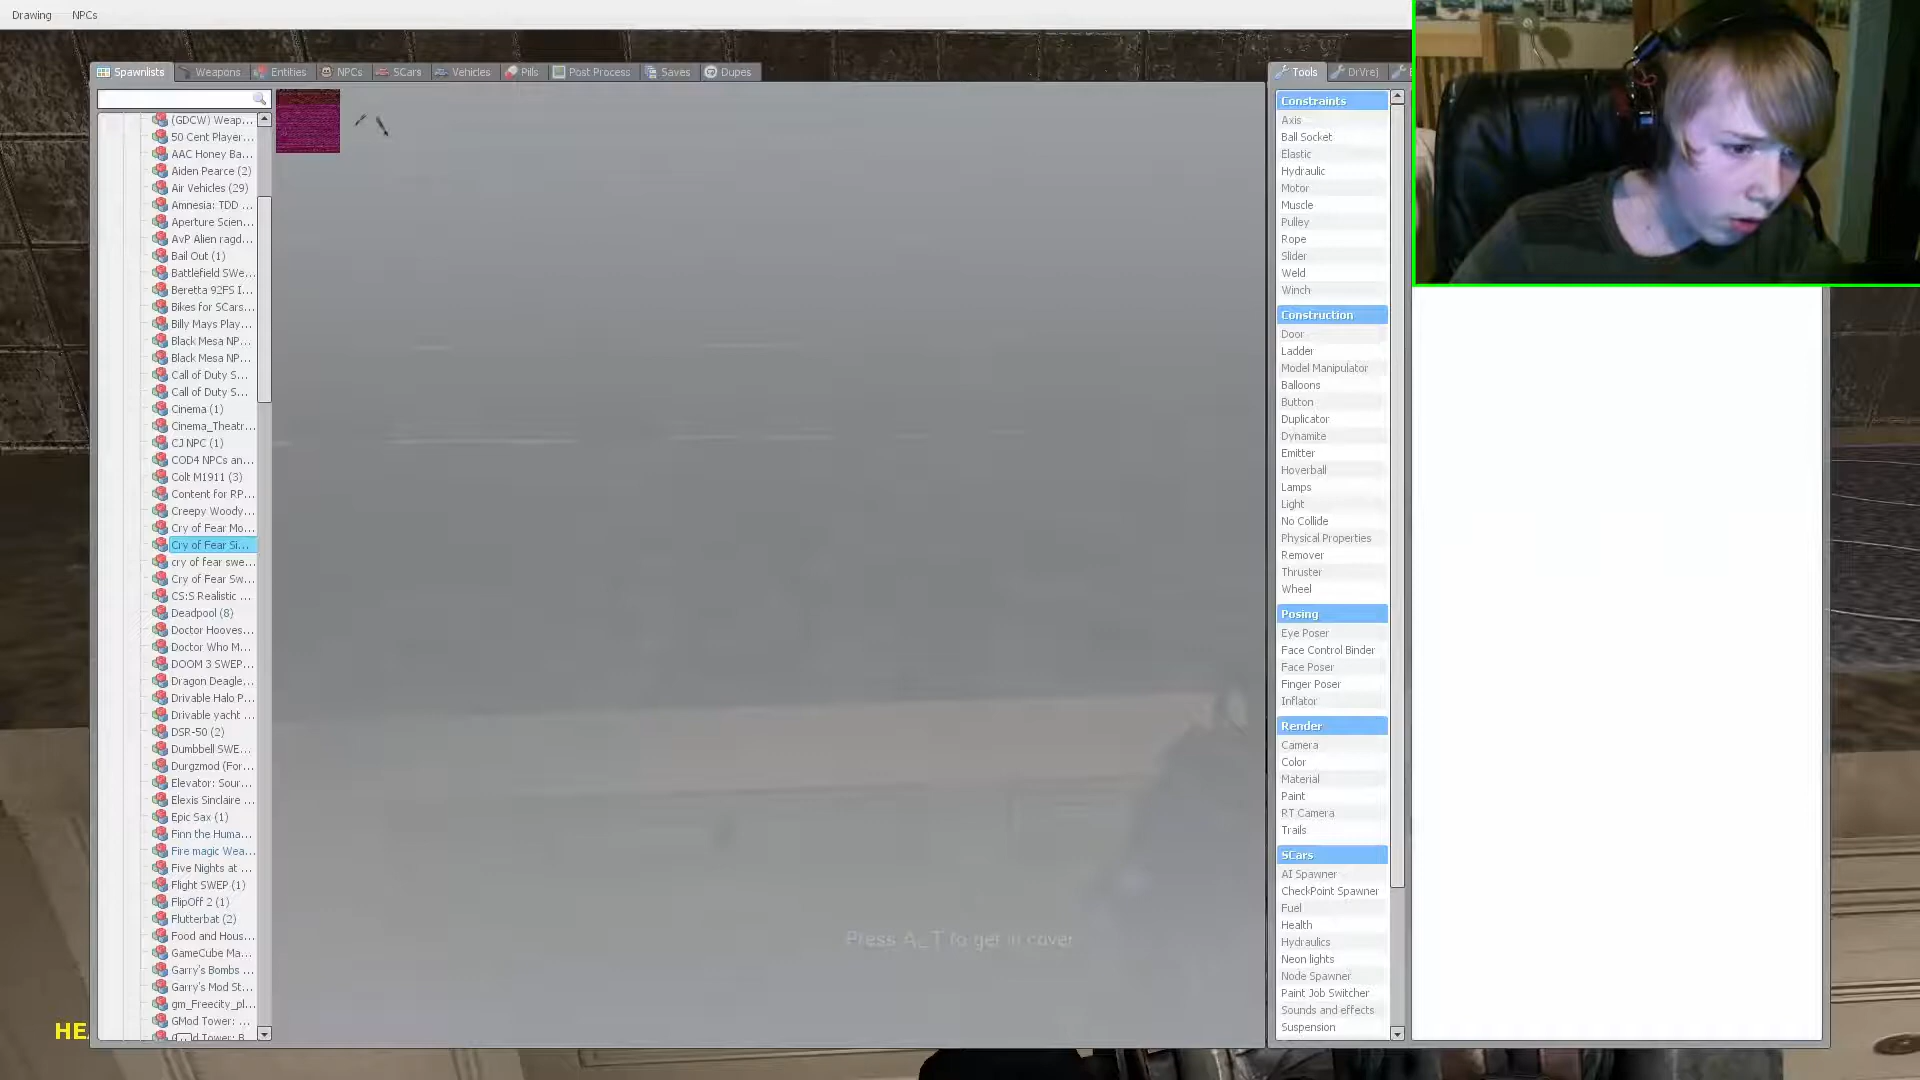 Drawing NPCs
Spawnlists Weapons Entities NPCs SCars Vehicles Pills Post Process Saves Dupes
Tools DrVrej
(GDCW) Weap...
50 Cent Player...
AAC Honey Ba...
Aiden Pearce (2)
Air Vehicles (29)
Amnesia: TDD ...
Aperture Scien...
AvP Alien ragd...
Bail Out (1)
Battlefield SWe...
Beretta 92FS I...
Bikes for SCars...
Billy Mays Play...
Black Mesa NP...
Black Mesa NP...
Call of Duty S...
Call of Duty S...
Cinema (1)
Cinema_Theatr...
CJ NPC (1)
COD4 NPCs an...
Colt M1911 (3)
Content for RP...
Creepy Woody...
Cry of Fear Mo...
Cry of Fear Si...
cry of fear swe...
Cry of Fear Sw...
CS:S Realistic ...
Deadpool (8)
Doctor Hooves...
Doctor Who M...
DOOM 3 SWEP...
Dragon Deagle...
Drivable Halo P...
Drivable yacht ...
DSR-50 (2)
Dumbbell SWE...
Durgzmod (For...
Elevator: Sour...
Elexis Sinclaire ...
Epic Sax (1)
Finn the Huma...
Fire magic Wea...
Five Nights at ...
Flight SWEP (1)
FlipOff 2 (1)
Flutterbat (2)
Food and Hous...
GameCube Ma...
Garry's Bombs ...
Garry's Mod St...
gm_Freecity_pl...
GMod Tower: ...
Constraints
Axis
Ball Socket
Elastic
Hydraulic
Motor
Muscle
Pulley
Rope
Slider
Weld
Winch
Construction
Door
Ladder
Model Manipulator
Balloons
Button
Duplicator
Dynamite
Emitter
Hoverball
Lamps
Light
No Collide
Physical Properties
Remover
Thruster
Wheel
Posing
Eye Poser
Face Control Binder
Face Poser
Finger Poser
Inflator
Render
Camera
Color
Material
Paint
RT Camera
Trails
SCars
AI Spawner
CheckPoint Spawner
Fuel
Health
Hydraulics
Neon lights
Node Spawner
Paint Job Switcher
Sounds and effects
Suspension
Press A_T to get in cover
HEA